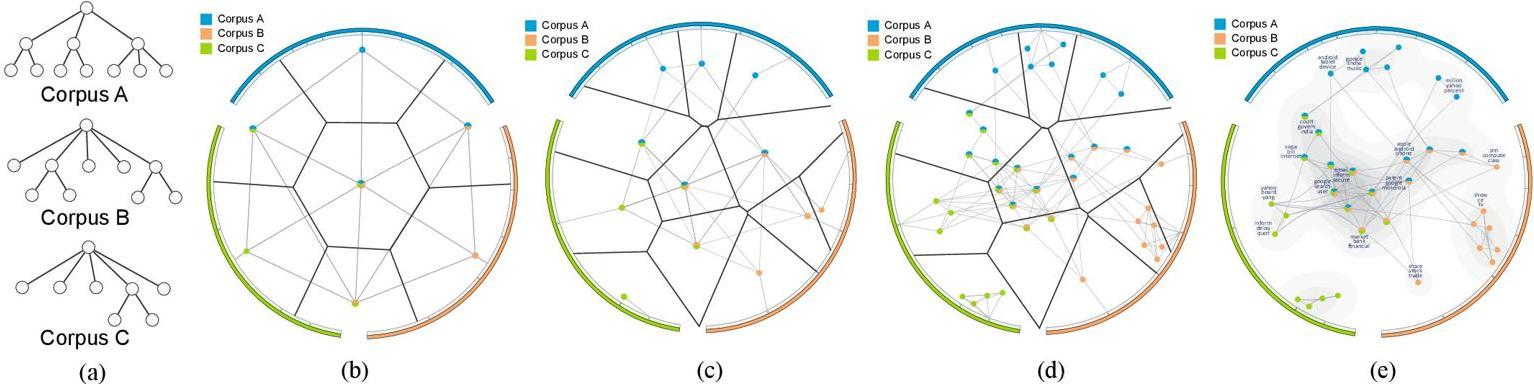 Corpus A
Corpus B
Corpus C
(a)
Corpus A
Corpus B
Corpus C
(b)
Corpus A
Corpus B
Corpus C
(c)
Corpus A
Corpus B
Corpus C
(d)
Corpus A
Corpus B
Corpus C
android
tablet
device
google
show
music
million
yahoo
percent
court
govern
india
sopa
bill
internet
apple
android
phone
pm
compute
class
email
inform
secure
google
search
user
patent
google
motorola
yahoo
board
yang
show
ce
tv
inform
delay
quot
market
bank
financial
share
stock
trade
(e)